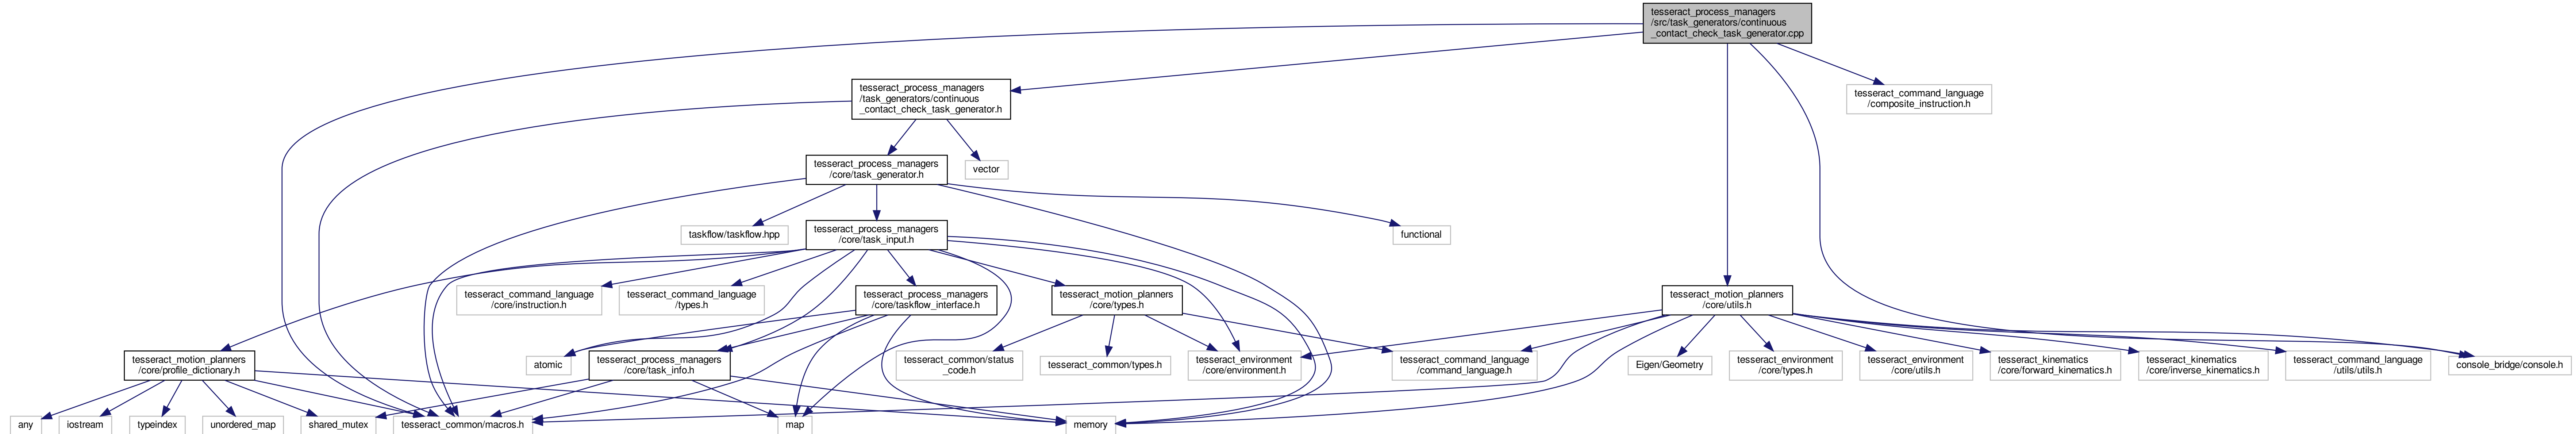 tesseract_process_managers
/src/task_generators/continuous
_contact_check_task_generator.cpp
tesseract_process_managers
/task_generators/continuous
_contact_check_task_generator.h
tesseract_command_language
/composite_instruction.h
tesseract_process_managers
/core/task_generator.h
vector
taskflow/taskflow.hpp
tesseract_process_managers
/core/task_input.h
functional
tesseract_command_language
/core/instruction.h
tesseract_command_language
/types.h
tesseract_process_managers
/core/taskflow_interface.h
tesseract_motion_planners
/core/types.h
tesseract_motion_planners
/core/utils.h
tesseract_motion_planners
/core/profile_dictionary.h
atomic
tesseract_process_managers
/core/task_info.h
tesseract_common/status
_code.h
tesseract_common/types.h
tesseract_environment
/core/environment.h
tesseract_command_language
/command_language.h
Eigen/Geometry
tesseract_environment
/core/types.h
tesseract_environment
/core/utils.h
tesseract_kinematics
/core/forward_kinematics.h
tesseract_kinematics
/core/inverse_kinematics.h
tesseract_command_language
/utils/utils.h
console_bridge/console.h
any
iostream
typeindex
unordered_map
shared_mutex
tesseract_common/macros.h
map
memory